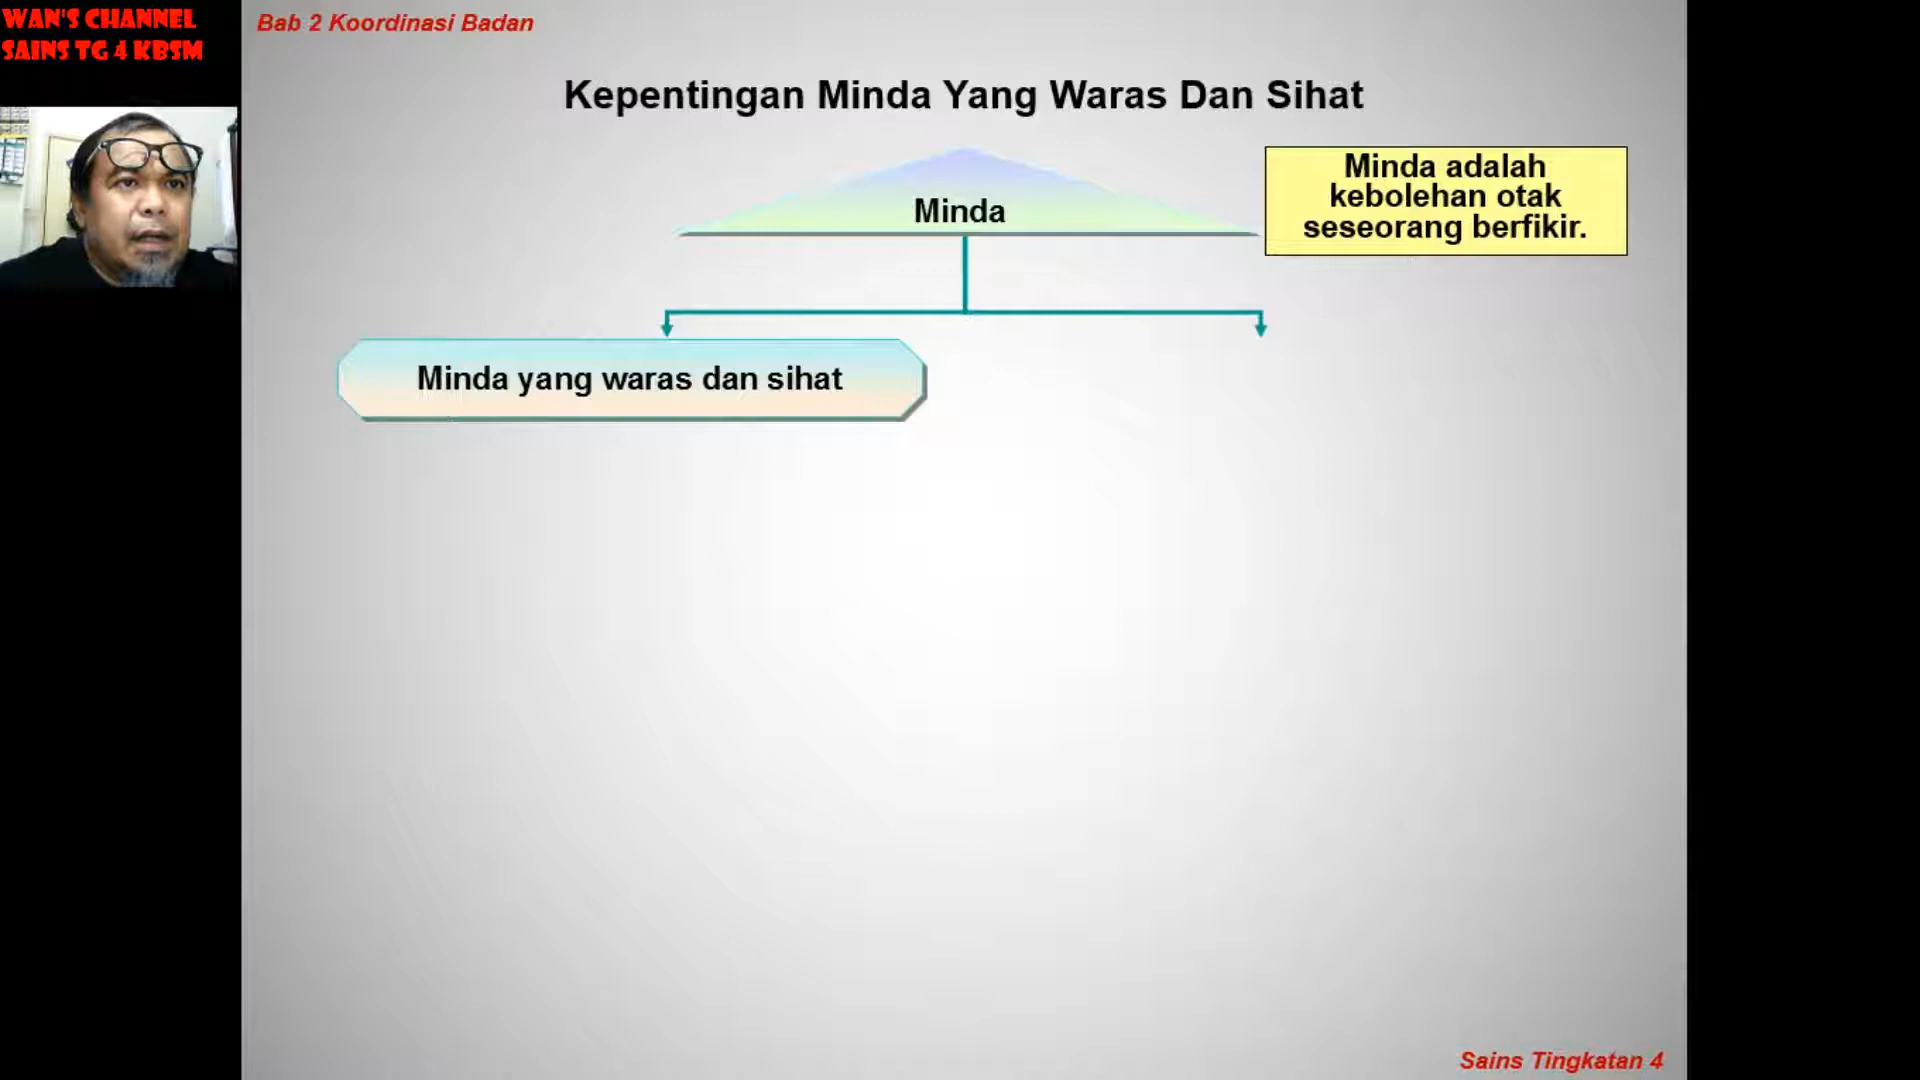 WAN'S CHANNEL
SAINS TG 4 KBSM
Bab 2 Koordinasi Badan
Kepentingan Minda Yang Waras Dan Sihat
Minda
Minda adalah
kebolehan otak
seseorang berfikir.
Minda yang waras dan sihat
Sains Tingkatan 4